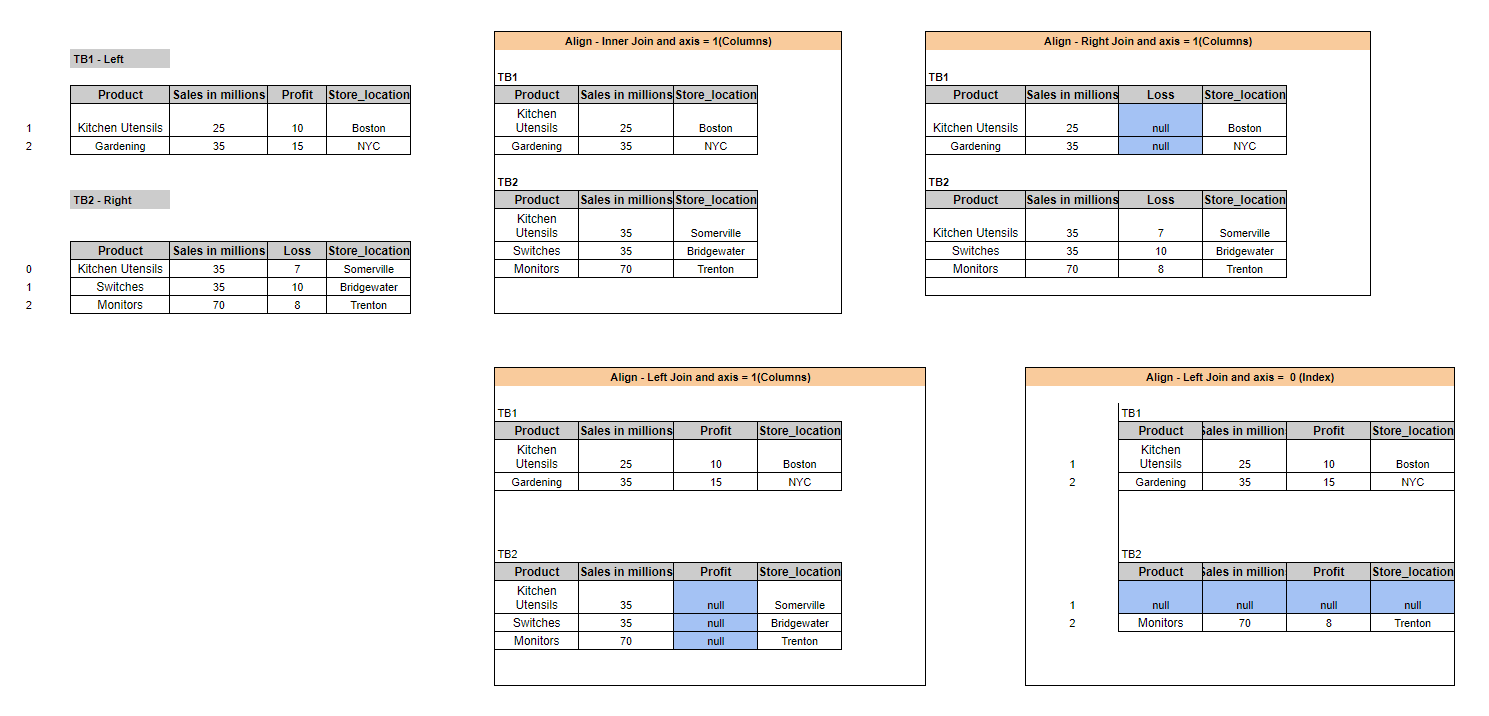 TB1 - Left
Product Sales in millions Profit Store_location
1 Kitchen Utensils 25 10 Boston
2 Gardening 35 15 NYC
TB2 - Right
Product Sales in millions Loss Store_location
0 Kitchen Utensils 35 7 Somerville
1 Switches 35 10 Bridgewater
2 Monitors 70 8 Trenton
Align - Inner Join and axis = 1(Columns)
TB1
Product Sales in millions Store_location
Kitchen
Utensils 25 Boston
Gardening 35 NYC
TB2
Product Sales in millions Store_location
Kitchen
Utensils 35 Somerville
Switches 35 Bridgewater
Monitors 70 Trenton
Align - Right Join and axis = 1(Columns)
TB1
Product Sales in millions Loss Store_location
Kitchen Utensils 25 null Boston
Gardening 35 null NYC
TB2
Product Sales in millions Loss Store_location
Kitchen Utensils 35 7 Somerville
Switches 35 10 Bridgewater
Monitors 70 8 Trenton
Align - Left Join and axis = 1(Columns)
TB1
Product Sales in millions Profit Store_location
Kitchen
Utensils 25 10 Boston
Gardening 35 15 NYC
TB2
Product Sales in millions Profit Store_location
Kitchen
Utensils 35 null Somerville
Switches 35 null Bridgewater
Monitors 70 null Trenton
Align - Left Join and axis = 0 (Index)
TB1
Product Sales in millions Profit Store_location
Kitchen
1 Utensils 25 10 Boston
2 Gardening 35 15 NYC
TB2
Product Sales in millions Profit Store_location
1 null null null null
2 Monitors 70 8 Trenton